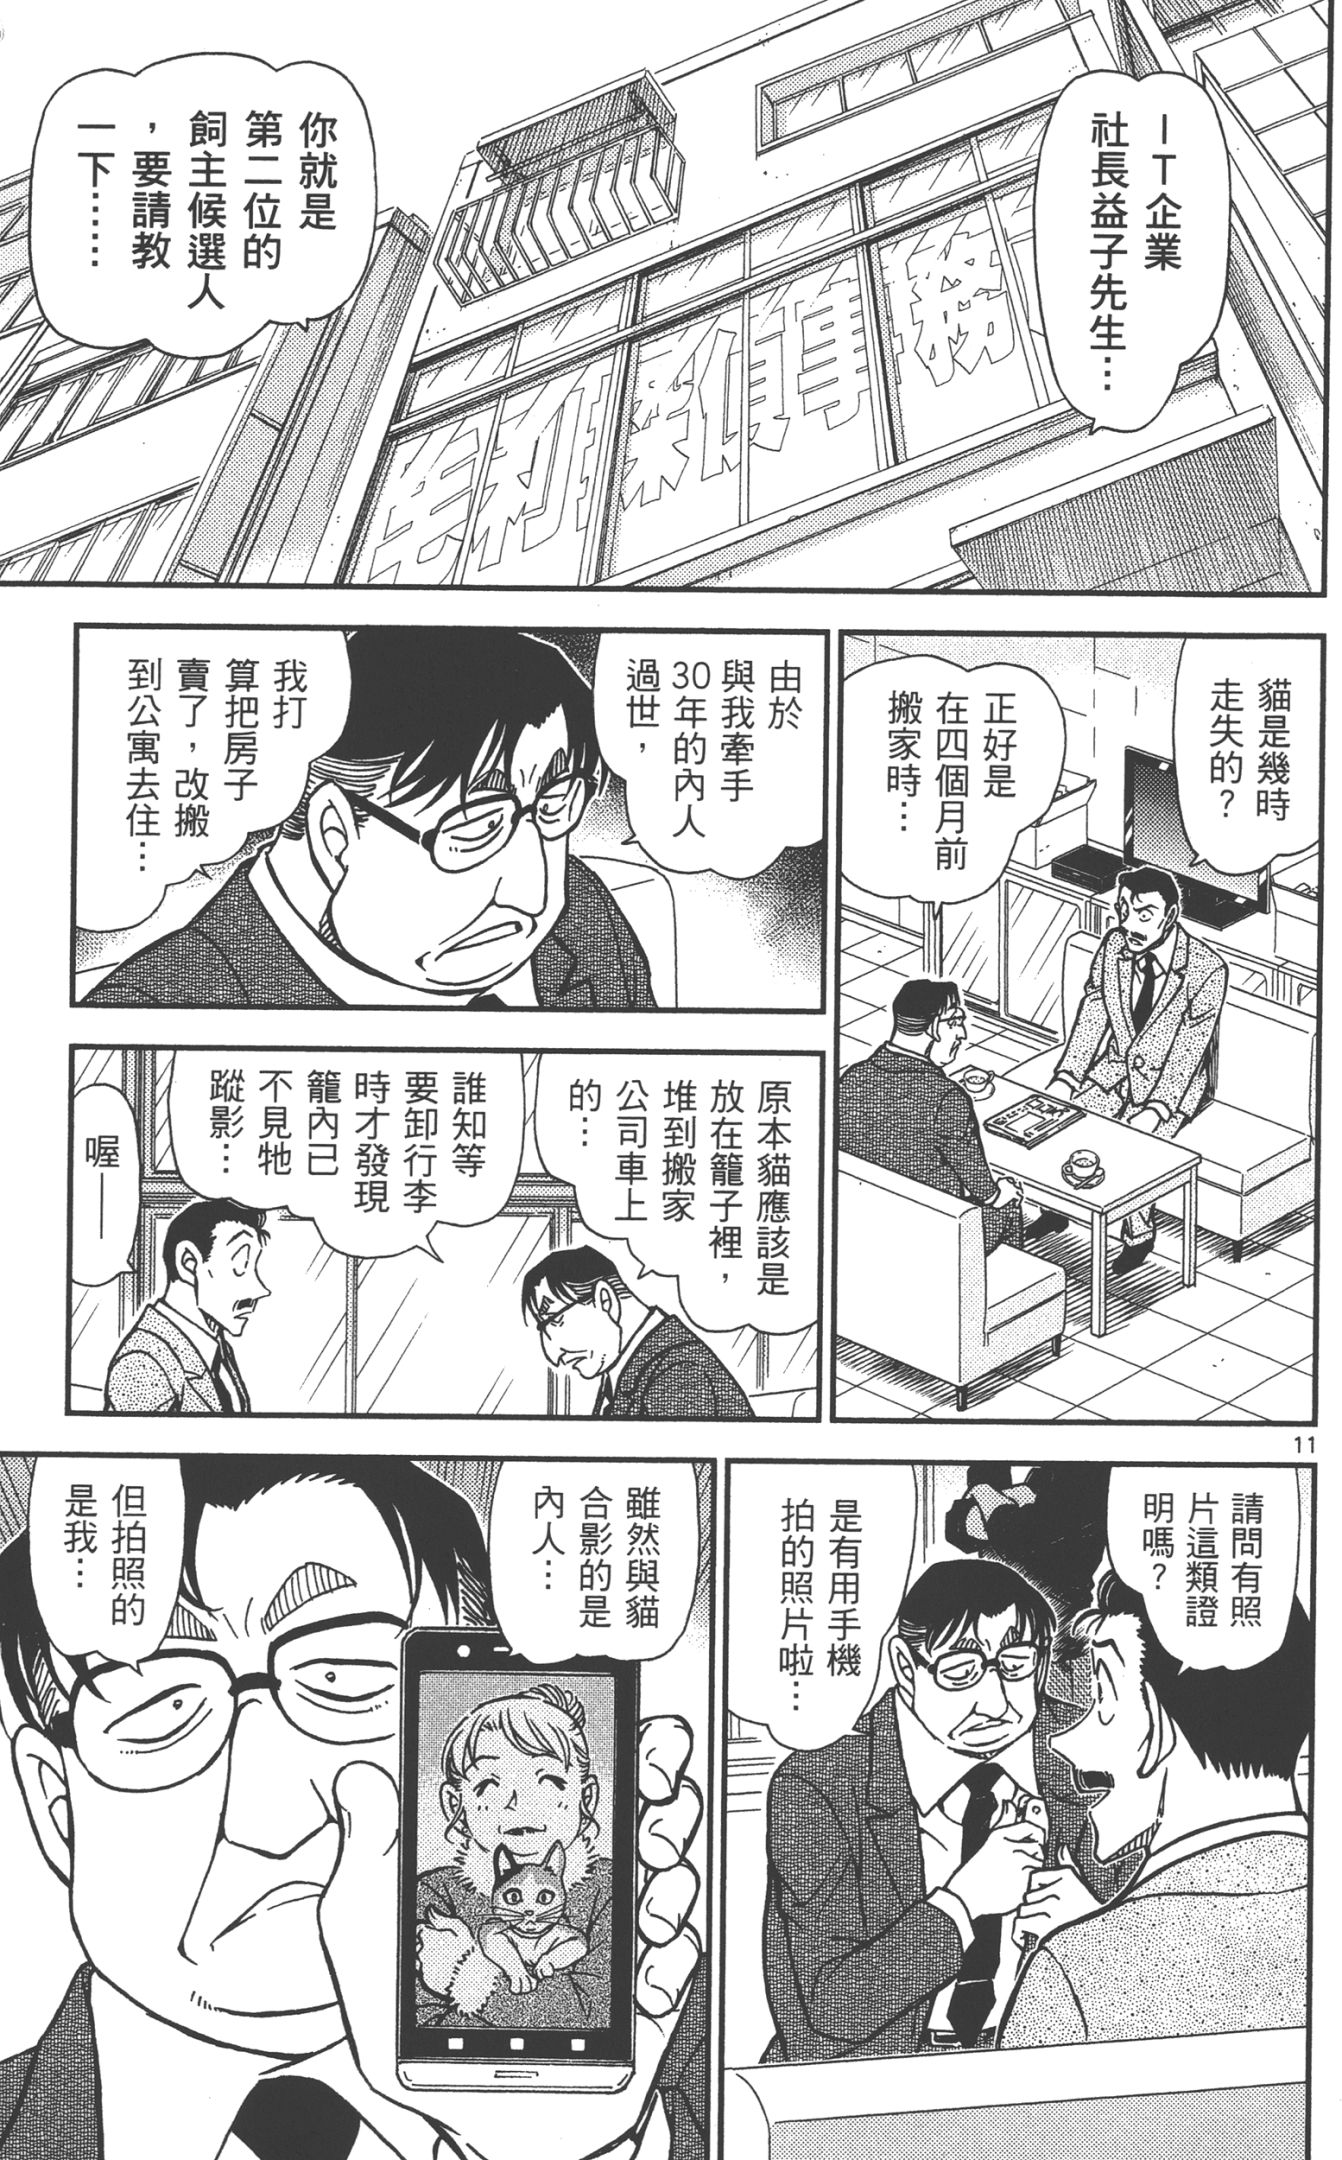 IT企業
社長益子先生…
你就是
第二位的
飼主候選人
，要請教
一下……
毛利偵探事務
貓是幾時
走失的？
正好是
在四個月前
搬家時…
由於
與我牽手
30年的內人
過世，
我打
算把房子
賣了，改搬
到公寓去住…
原本貓應該是
放在籠子裡，
堆到搬家
公司車上
的…
誰知等
要卸行李
時才發現
籠內已
不見牠
蹤影…
喔——
11
請問有照
片這類證
明嗎？
是有用手機
拍的照片啦…
雖然與貓
合影的是
內人…
但拍照的
是我…